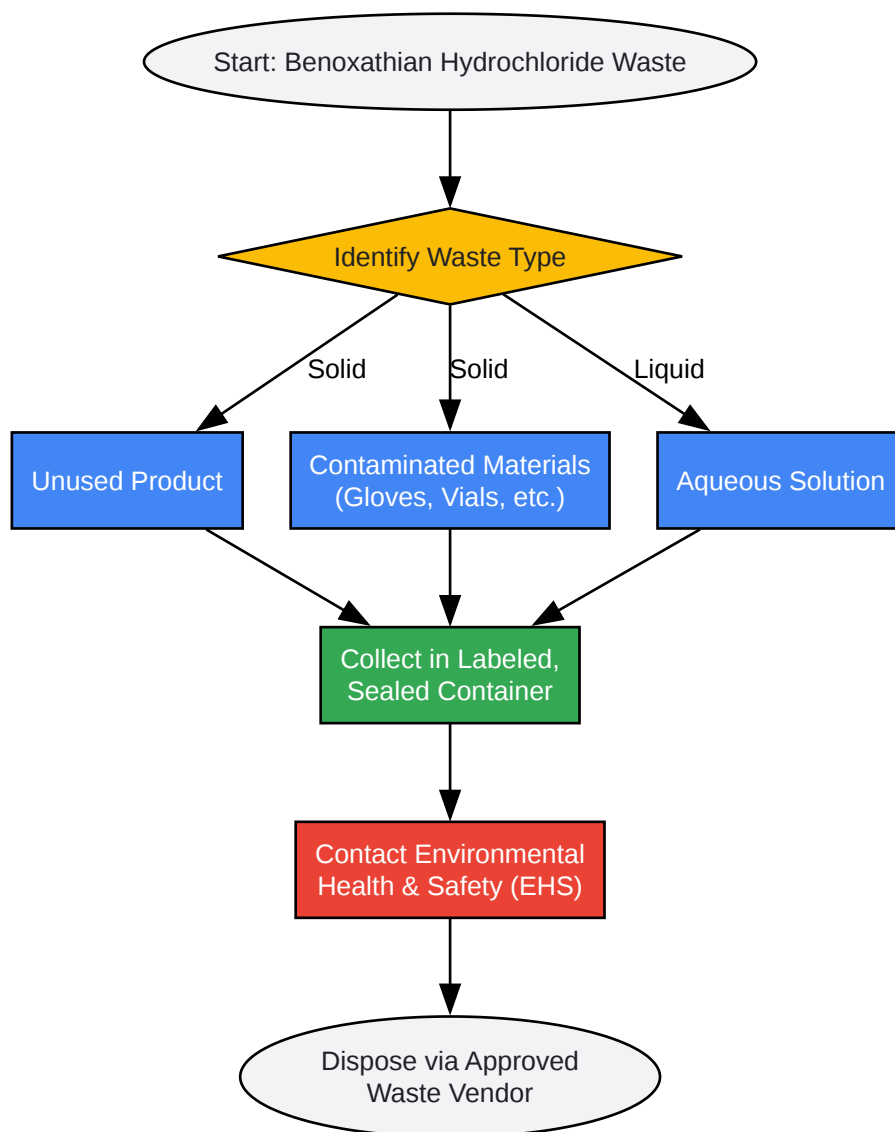 Start: Benoxathian Hydrochloride Waste
Identify Waste Type
Solid
Solid
Liquid
Unused Product
Contaminated Materials
(Gloves, Vials, etc.)
Aqueous Solution
Collect in Labeled,
Sealed Container
Contact Environmental
Health & Safety (EHS)
Dispose via Approved
Waste Vendor